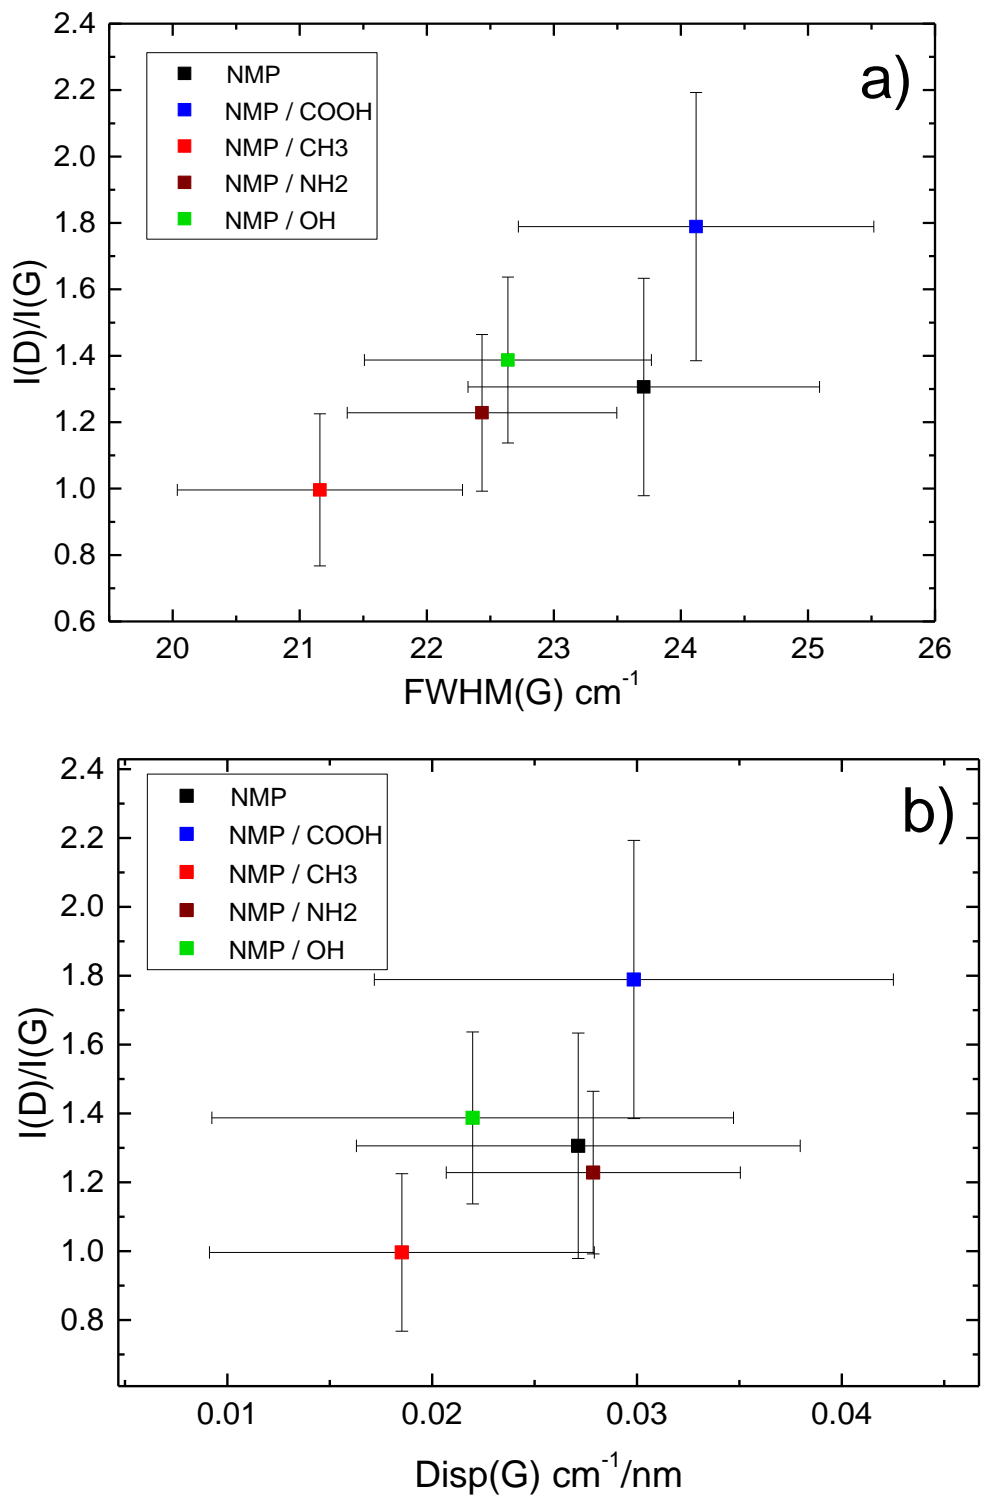 2.4
2.2
2.0
1.8
1.6
1.4
1.2
1.0
0.8
0.6
I(D)/I(G)
NMP
NMP / COOH
NMP / CH3
NMP / NH2
NMP / OH
a)
20 21 22 23 24 25 26
FWHM(G) cm⁻¹
2.4
2.2
2.0
1.8
1.6
1.4
1.2
1.0
0.8
I(D)/I(G)
NMP
NMP / COOH
NMP / CH3
NMP / NH2
NMP / OH
b)
0.01 0.02 0.03 0.04
Disp(G) cm⁻¹/nm